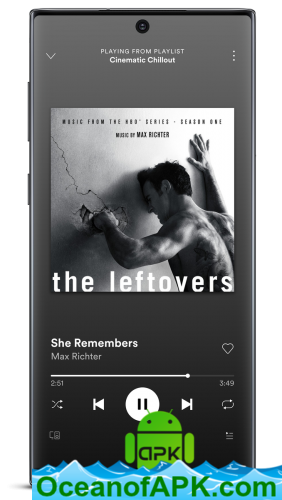 PLAYING FROM PLAYLIST
Cinematic Chillout
MUSIC FROM THE HBO® SERIES - SEASON ONE
MUSIC BY MAX RICHTER
the leftovers
She Remembers
Max Richter
2:51
3:49
APK
OceanofAPK.com